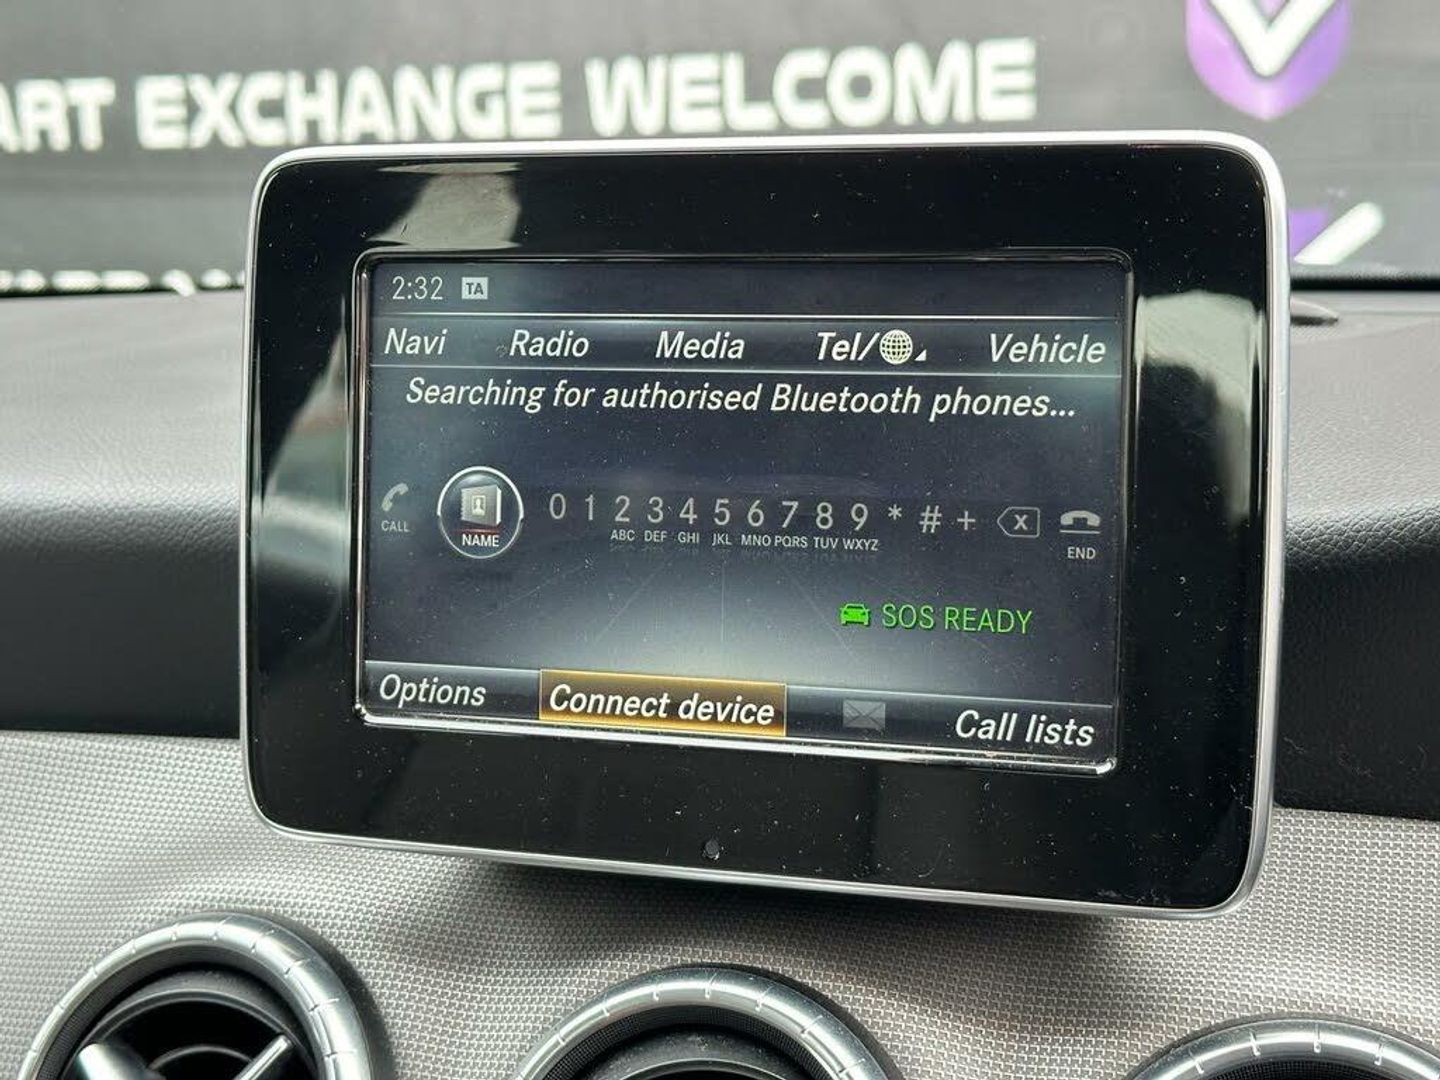 ART EXCHANGE WELCOME
2:32 TA
Navi Radio Media Tel/ Vehicle
Searching for authorised Bluetooth phones...
0 1 2 3 4 5 6 7 8 9 * # + X
CALL NAME ABC DEF GHI JKL MNO PQRS TUV WXYZ END
SOS READY
Options Connect device Call lists